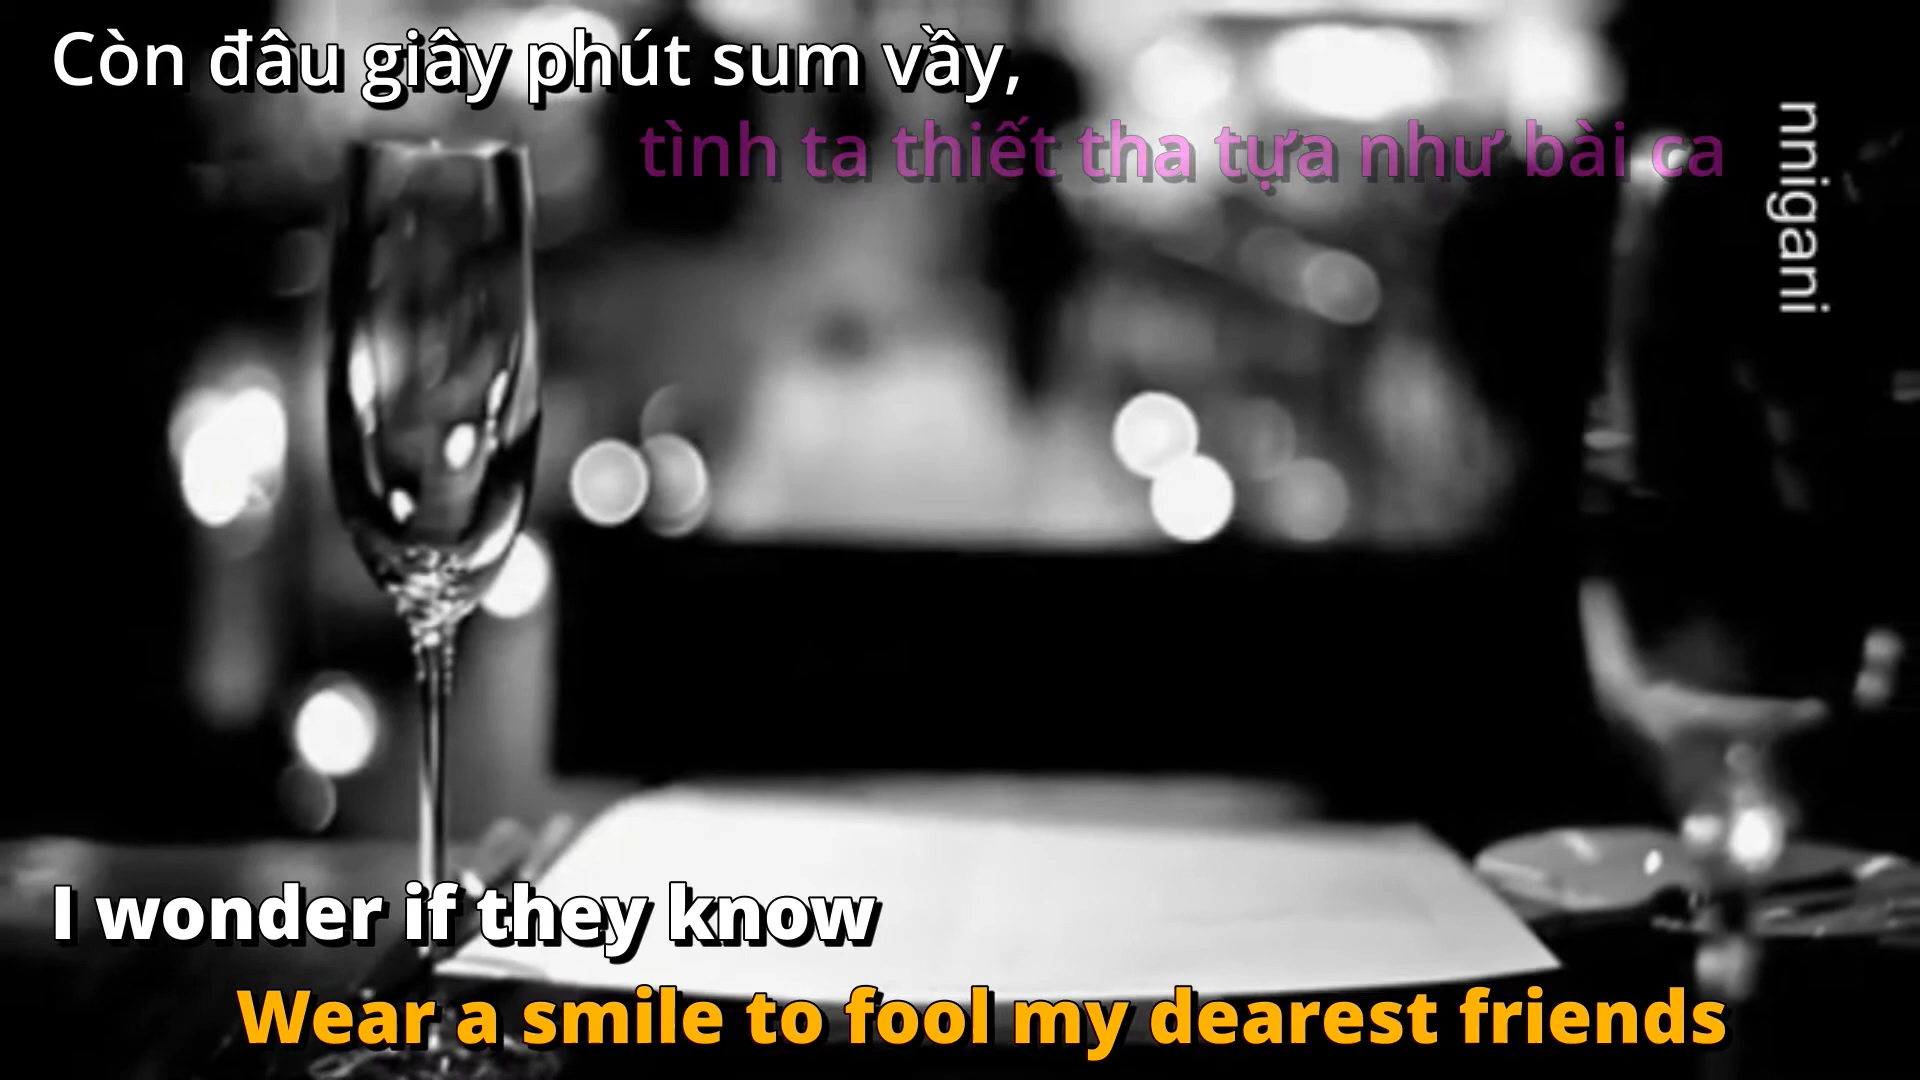 Còn đâu giây phút sum vầy,
tình ta thiết tha tựa như bài ca
nnigani
I wonder if they know
Wear a smile to fool my dearest friends